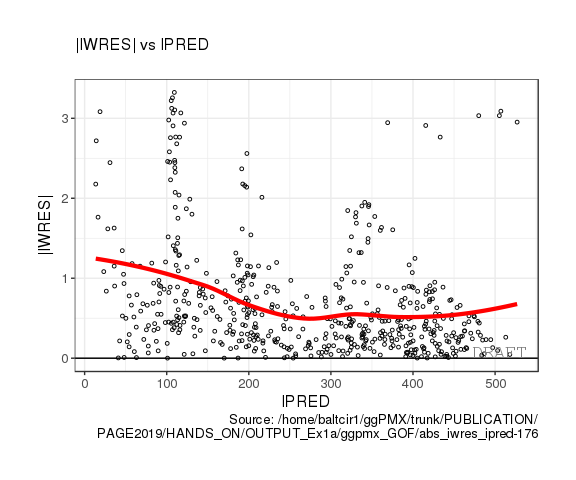 |IWRES| vs IPRED
|IWRES|
3
2
1
0
DRAFT
0 100 200 300 400 500
IPRED
Source: /home/baltcir1/ggPMX/trunk/PUBLICATION/
PAGE2019/HANDS_ON/OUTPUT_Ex1a/ggpmx_GOF/abs_iwres_ipred-176